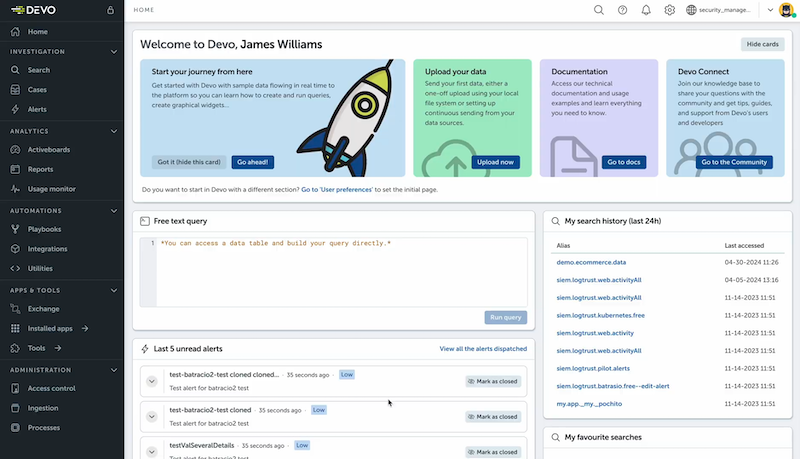 DEVO
HOME
security_manage...
Home
INVESTIGATION
Search
Cases
Alerts
ANALYTICS
Activeboards
Reports
Usage monitor
AUTOMATIONS
Playbooks
Integrations
Utilities
APPS & TOOLS
Exchange
Installed apps
Tools
ADMINISTRATION
Access control
Ingestion
Processes
Welcome to Devo, James Williams
Hide cards
Start your journey from here
Get started with Devo with sample data flowing in real time to
the platform so you can learn how to create and run queries,
create graphical widgets...
Got it (hide this card)
Go ahead!
Upload your data
Send your first data, either a
one-off upload using your local
file system or setting up
continuous sending from your
data sources.
Upload now
Documentation
Access our technical
documentation and usage
examples and learn everything
you need to know.
Go to docs
Devo Connect
Join our knowledge base to
share your questions with the
community and get tips, guides,
and support from Devo's users
and developers
Go to the Community
Do you want to start in Devo with a different section? Go to 'User preferences' to set the initial page.
Free text query
1 *You can access a data table and build your query directly.*
Run query
Last 5 unread alerts
View all the alerts dispatched
test-batracio2-test cloned cloned... · 35 seconds ago · Low
Test alert for batracio2 test
Mark as closed
test-batracio2-test cloned · 35 seconds ago · Low
Test alert for batracio2 test
Mark as closed
testValSeveralDetails · 35 seconds ago · Low
Mark as closed
My search history (last 24h)
Alias Last accessed
demo.ecommerce.data 04-30-2024 11:26
siem.logtrust.web.activityAll 04-05-2024 13:16
siem.logtrust.web.activityAll 11-14-2023 11:51
siem.logtrust.kubernetes.free 11-14-2023 11:51
siem.logtrust.web.activity 11-14-2023 11:51
siem.logtrust.web.activityAll 11-14-2023 11:51
siem.logtrust.pilot.alerts 11-14-2023 11:51
siem.logtrust.batrasio.free--edit-alert 11-14-2023 11:51
my.app._my._pochito 11-14-2023 11:51
My favourite searches